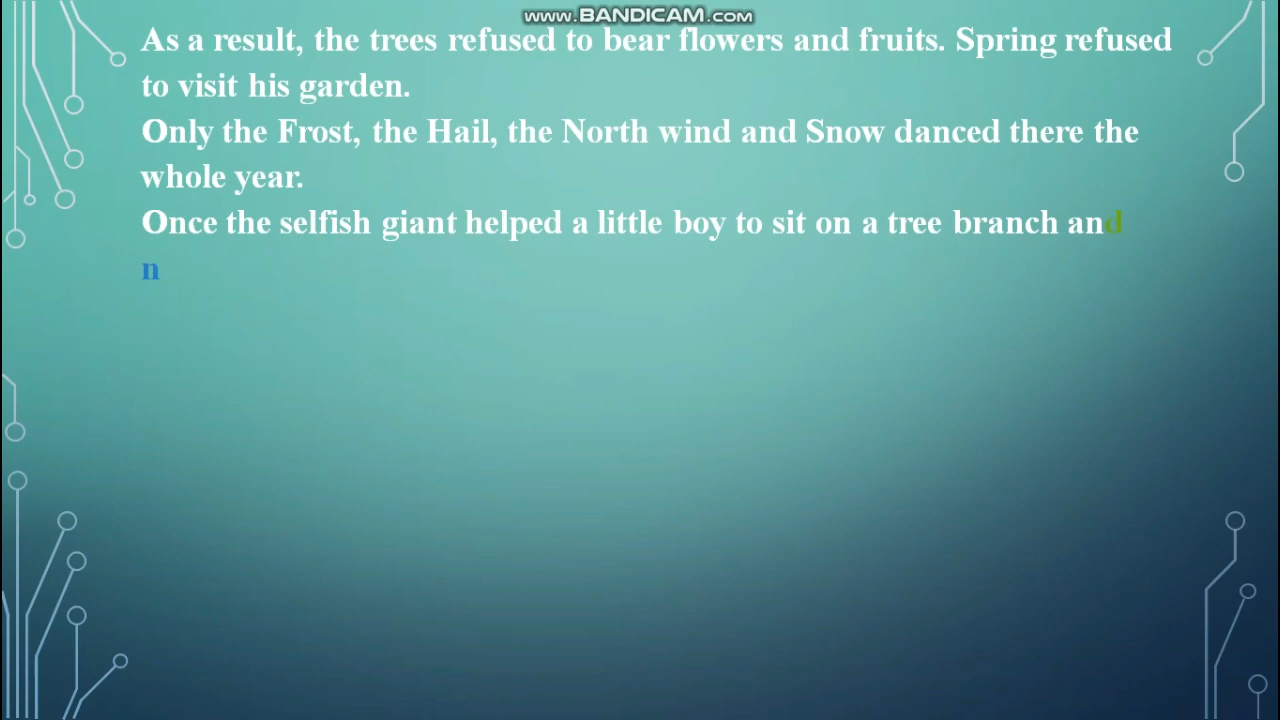 www.BANDICAM.com
As a result, the trees refused to bear flowers and fruits. Spring refused
to visit his garden.
Only the Frost, the Hail, the North wind and Snow danced there the
whole year.
Once the selfish giant helped a little boy to sit on a tree branch and
n